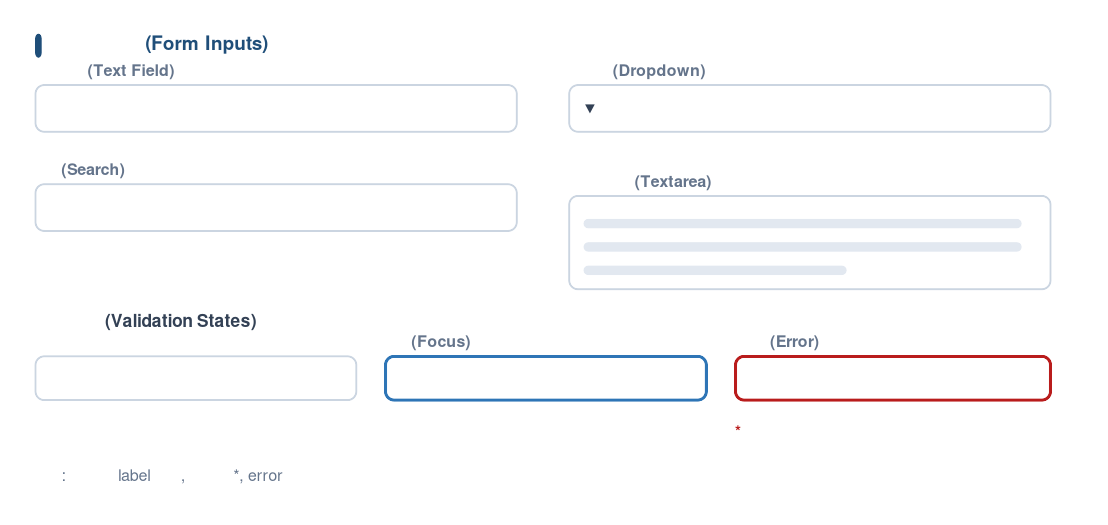 (Form Inputs)
(Text Field)
(Dropdown)
▼
(Search)
(Textarea)
(Validation States)
(Focus)
(Error)
*
: label , *, error